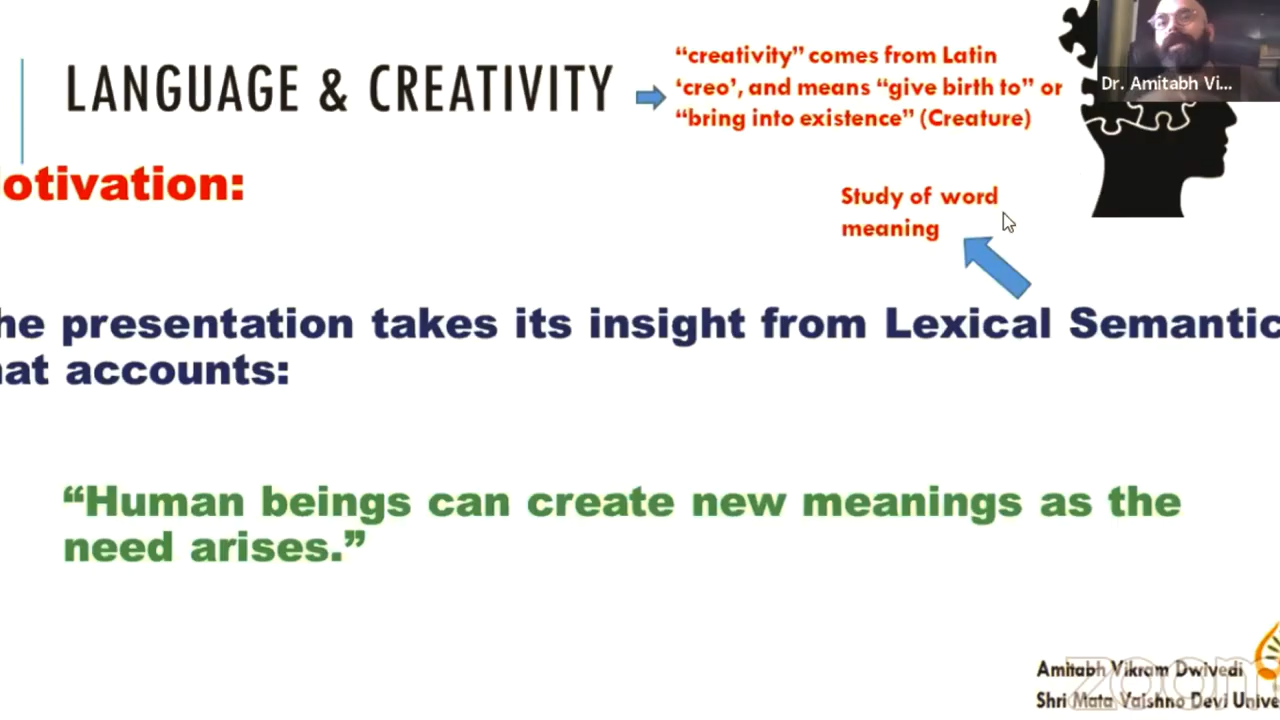 LANGUAGE & CREATIVITY
“creativity” comes from Latin
‘creo’, and means “give birth to” or
“bring into existence” (Creature)
Dr. Amitabh Vi...
otivation:
Study of word
meaning
he presentation takes its insight from Lexical Semantic
hat accounts:
“Human beings can create new meanings as the
need arises.”
Amitabh Vikram Dwivedi
Shri Mata Vaishno Devi Unive
zoom